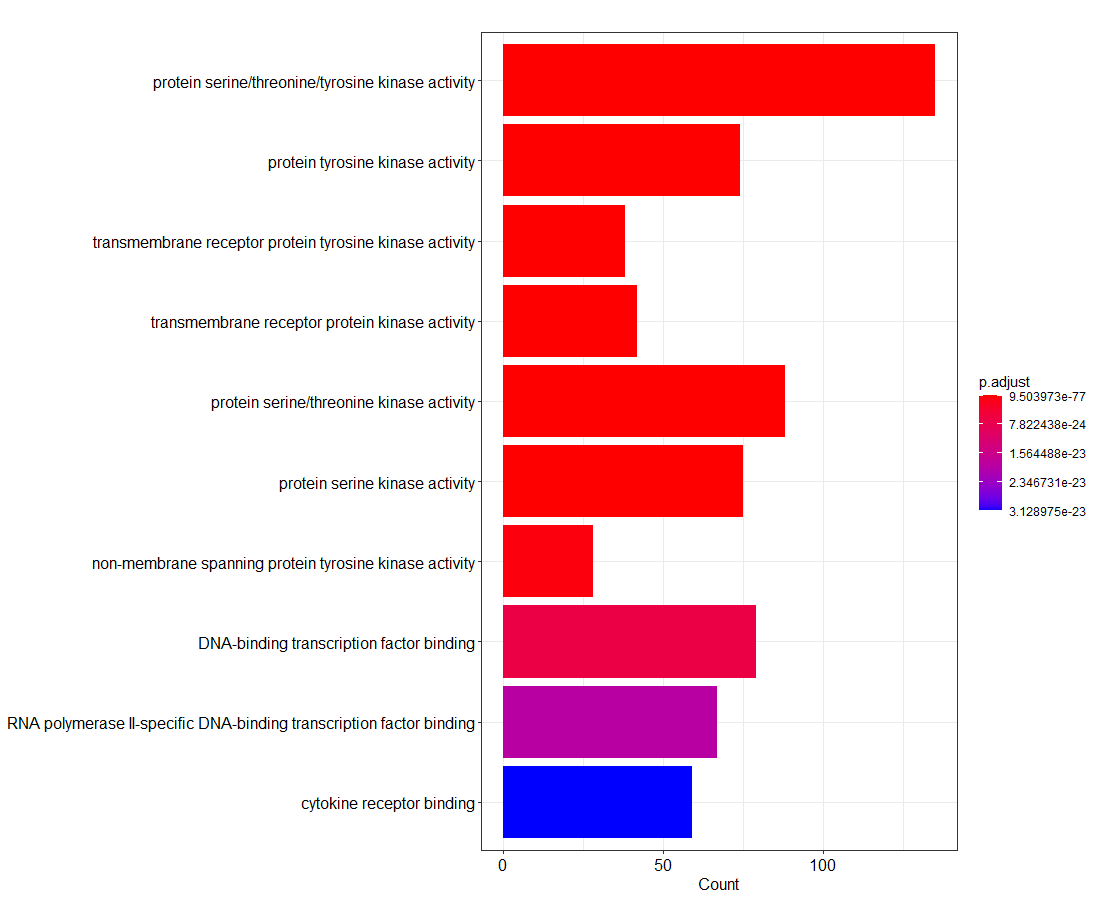 protein serine/threonine/tyrosine kinase activity
protein tyrosine kinase activity
transmembrane receptor protein tyrosine kinase activity
transmembrane receptor protein kinase activity
protein serine/threonine kinase activity
protein serine kinase activity
non-membrane spanning protein tyrosine kinase activity
DNA-binding transcription factor binding
RNA polymerase II-specific DNA-binding transcription factor binding
cytokine receptor binding
0 50 100
Count
p.adjust
9.503973e-77
7.822438e-24
1.564488e-23
2.346731e-23
3.128975e-23